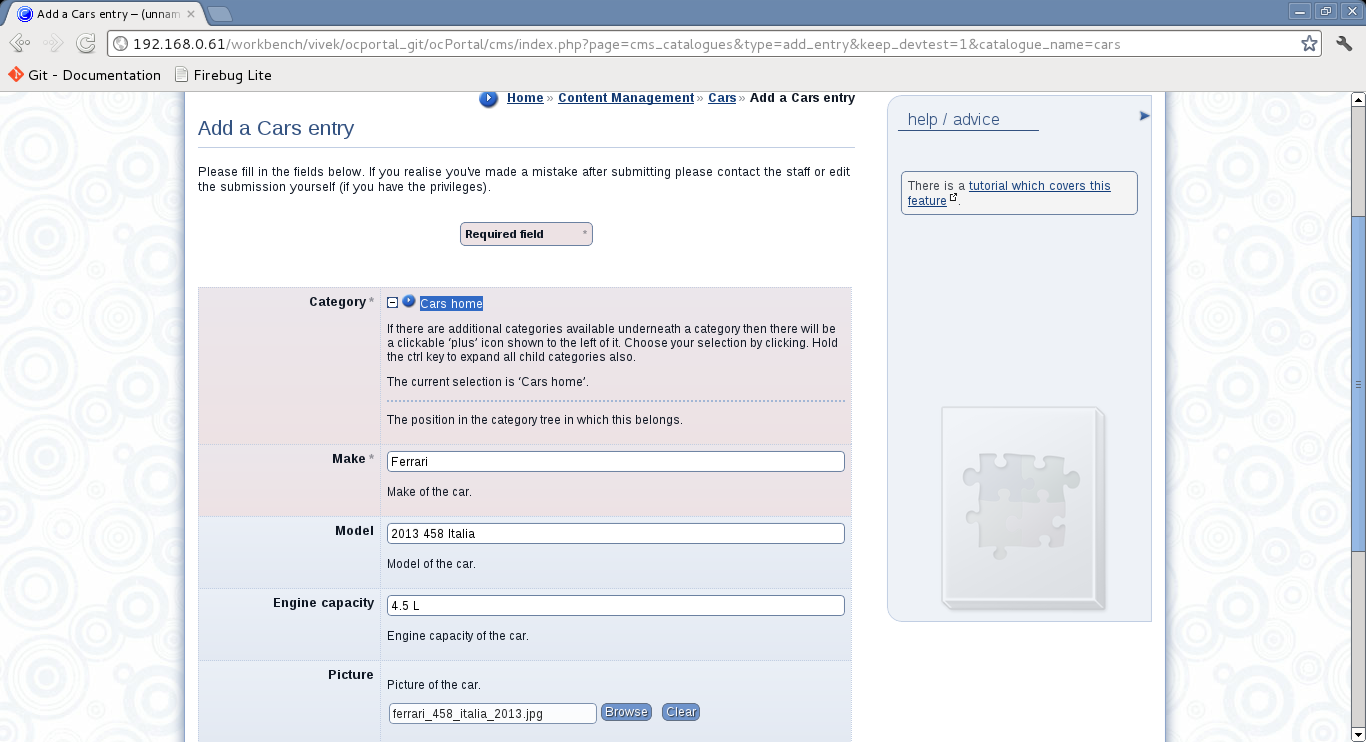 Add a Cars entry – (unnam
192.168.0.61/workbench/vivek/ocportal_git/ocPortal/cms/index.php?page=cms_catalogues&type=add_entry&keep_devtest=1&catalogue_name=cars
Git - Documentation
Firebug Lite
Home » Content Management » Cars » Add a Cars entry
Add a Cars entry
Please fill in the fields below. If you realise you've made a mistake after submitting please contact the staff or edit
the submission yourself (if you have the privileges).
Required field *
Category *
Cars home
If there are additional categories available underneath a category then there will be
a clickable ‘plus’ icon shown to the left of it. Choose your selection by clicking. Hold
the ctrl key to expand all child categories also.
The current selection is ‘Cars home’.
The position in the category tree in which this belongs.
Make *
Ferrari
Make of the car.
Model
2013 458 Italia
Model of the car.
Engine capacity
4.5 L
Engine capacity of the car.
Picture
Picture of the car.
ferrari_458_italia_2013.jpg
Browse
Clear
help / advice
There is a tutorial which covers this
feature .